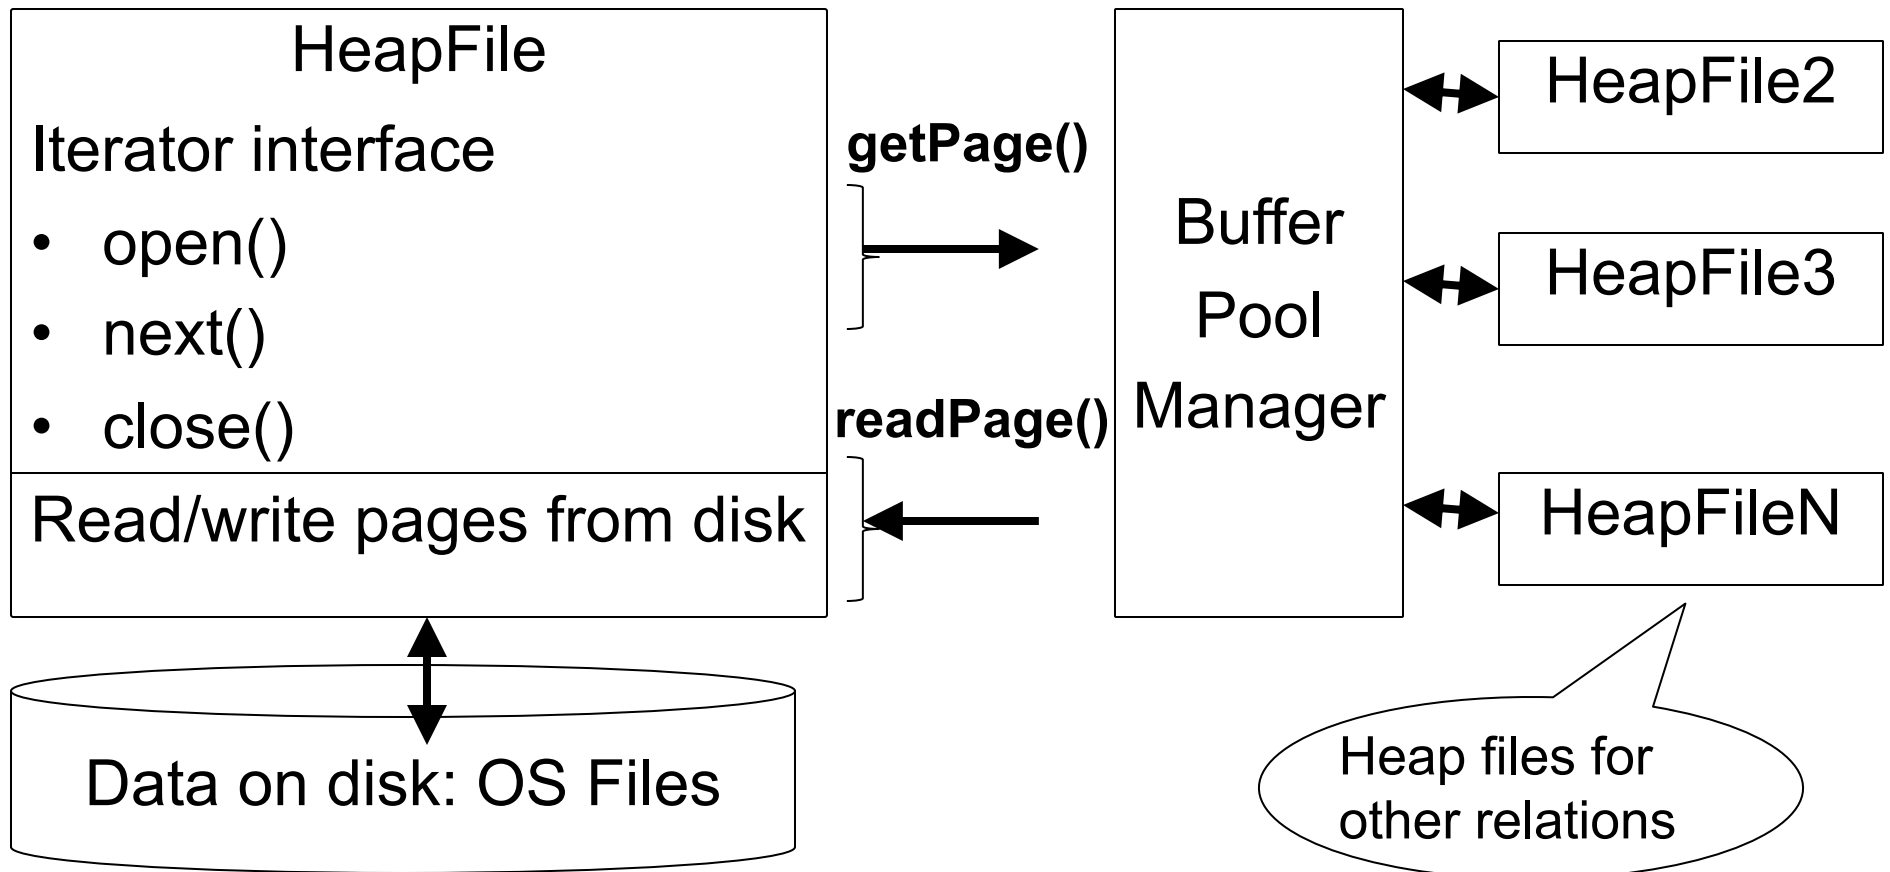 HeapFile
Iterator interface
• open()
• next()
• close()
Read/write pages from disk
Data on disk: OS Files
getPage()
readPage()
Buffer
Pool
Manager
HeapFile2
HeapFile3
HeapFileN
Heap files for
other relations